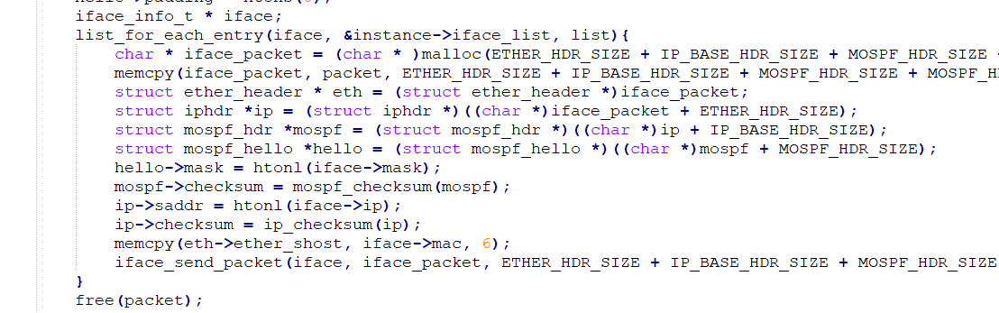 iface_info_t * iface;
list_for_each_entry(iface, &instance->iface_list, list){
char * iface_packet = (char * )malloc(ETHER_HDR_SIZE + IP_BASE_HDR_SIZE + MOSPF_HDR_SIZE
memcpy(iface_packet, packet, ETHER_HDR_SIZE + IP_BASE_HDR_SIZE + MOSPF_HDR_SIZE + MOSPF_H
struct ether_header * eth = (struct ether_header *)iface_packet;
struct iphdr *ip = (struct iphdr *)((char *)iface_packet + ETHER_HDR_SIZE);
struct mospf_hdr *mospf = (struct mospf_hdr *)((char *)ip + IP_BASE_HDR_SIZE);
struct mospf_hello *hello = (struct mospf_hello *)((char *)mospf + MOSPF_HDR_SIZE);
hello->mask = htonl(iface->mask);
mospf->checksum = mospf_checksum(mospf);
ip->saddr = htonl(iface->ip);
ip->checksum = ip_checksum(ip);
memcpy(eth->ether_shost, iface->mac, 6);
iface_send_packet(iface, iface_packet, ETHER_HDR_SIZE + IP_BASE_HDR_SIZE + MOSPF_HDR_SIZE
}
free(packet);